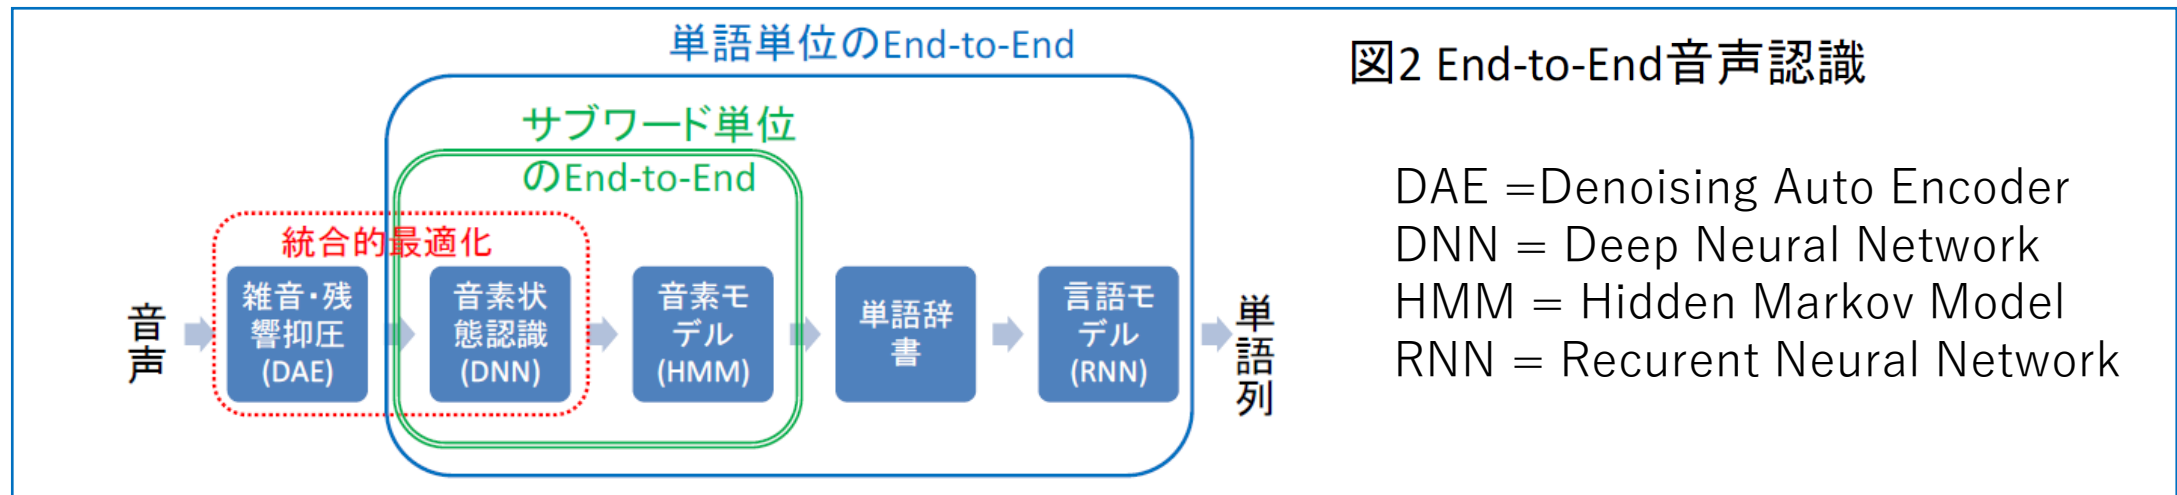 単語単位のEnd-to-End
図2 End-to-End音声認識
サブワード単位
のEnd-to-End
統合的最適化
音声
雑音・残
響抑圧
(DAE)
音素状
態認識
(DNN)
音素モ
デル
(HMM)
単語辞
書
言語モ
デル
(RNN)
単語列
DAE =Denoising Auto Encoder
DNN = Deep Neural Network
HMM = Hidden Markov Model
RNN = Recurent Neural Network